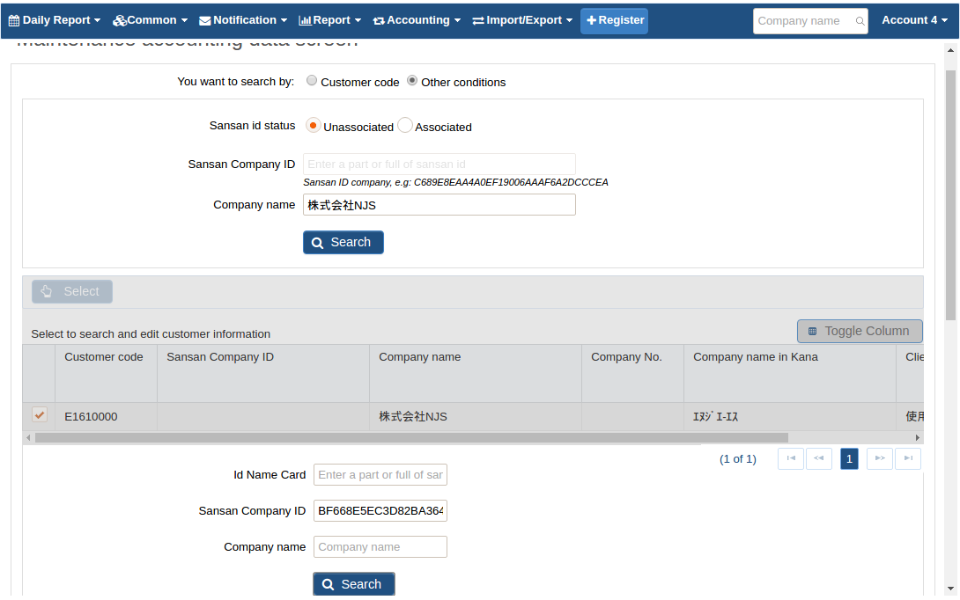 Daily Report Common Notification Report Accounting Import/Export Register Company name Account 4
Maintenance accounting data screen
You want to search by: Customer code Other conditions
Sansan id status Unassociated Associated
Sansan Company ID Enter a part or full of sansan id
Sansan ID company, e.g: C689E8EAA4A0EF19006AAAF6A2DCCCEA
Company name 株式会社NJS
Search
Select
Select to search and edit customer information Toggle Column
Customer code Sansan Company ID Company name Company No. Company name in Kana Clie
E1610000 株式会社NJS ｴﾇｼﾞｴｰｴｽ 使用
(1 of 1) 1
Id Name Card Enter a part or full of sar
Sansan Company ID BF668E5EC3D82BA364
Company name Company name
Search